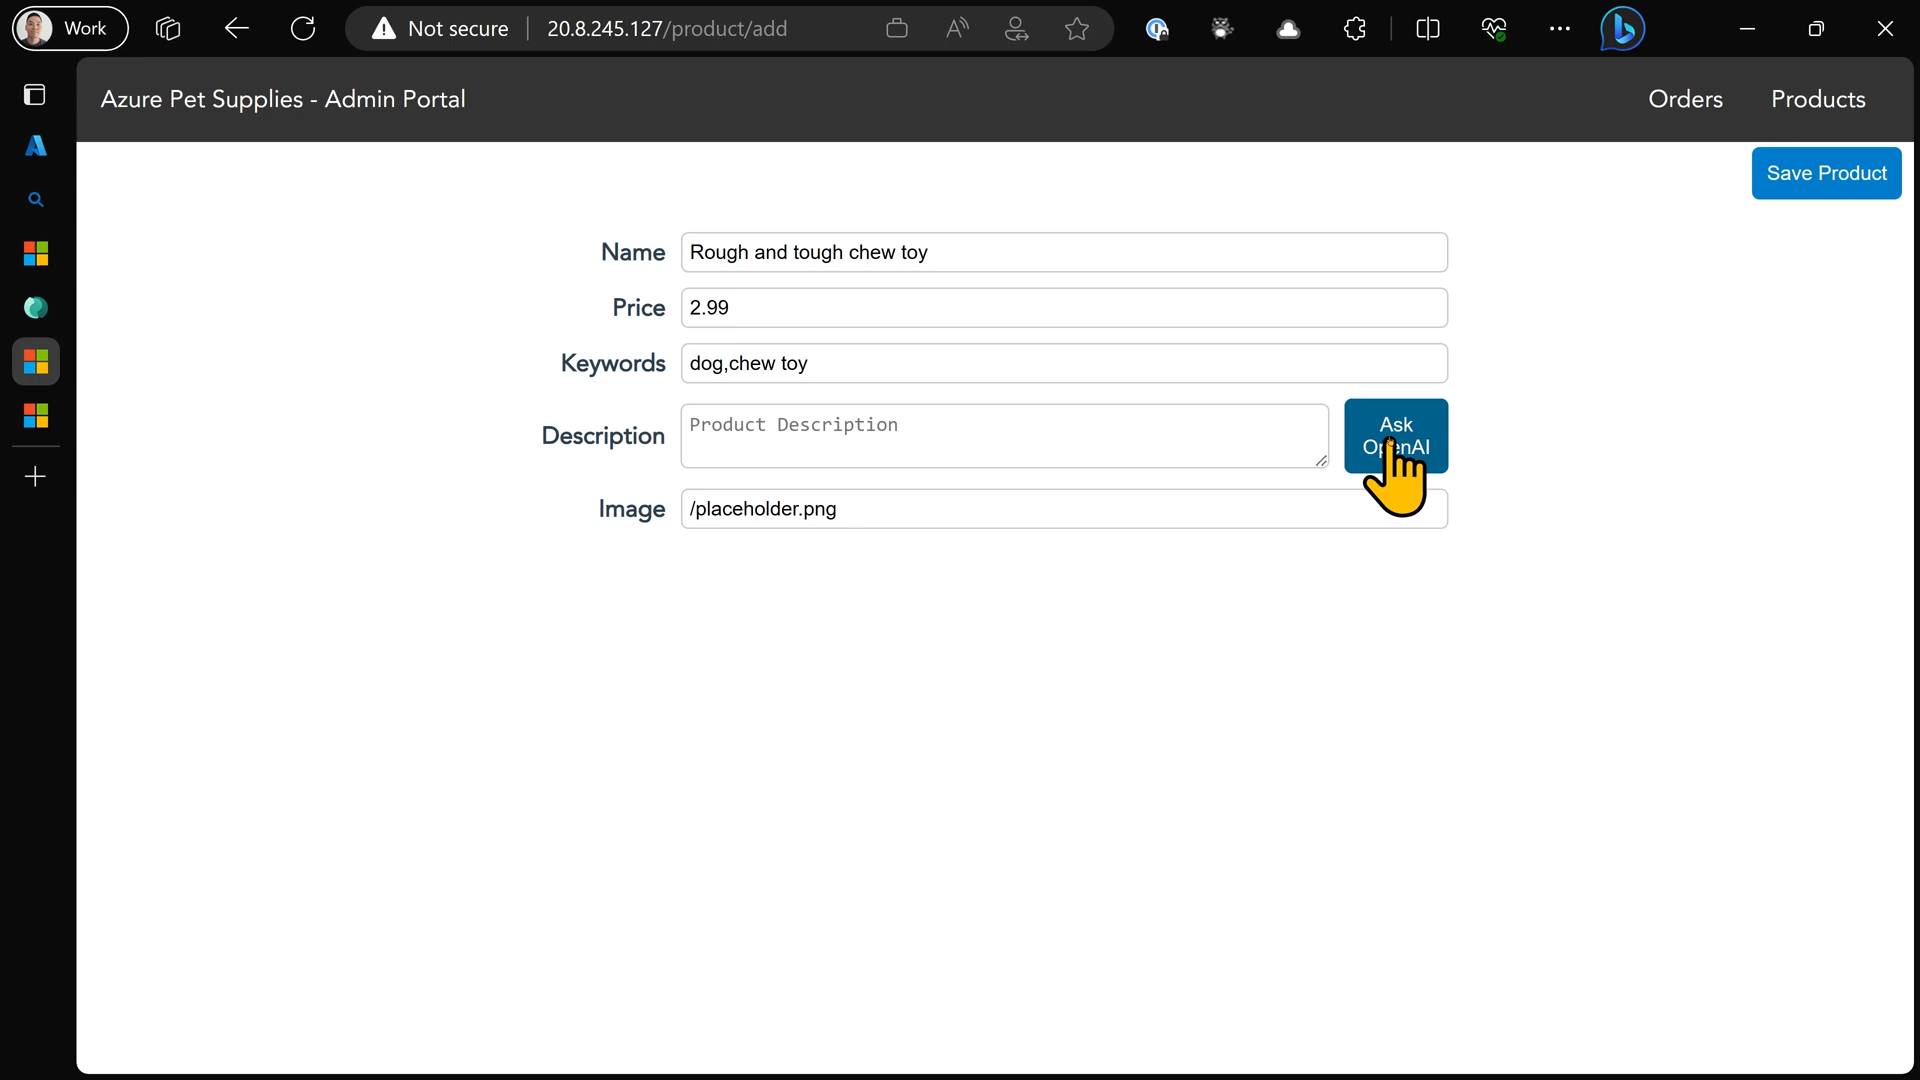 Work
Not secure
20.8.245.127/product/add
Azure Pet Supplies - Admin Portal
Orders
Products
Save Product
Name
Rough and tough chew toy
Price
2.99
Keywords
dog,chew toy
Description
Product Description
Ask
OpenAI
Image
/placeholder.png